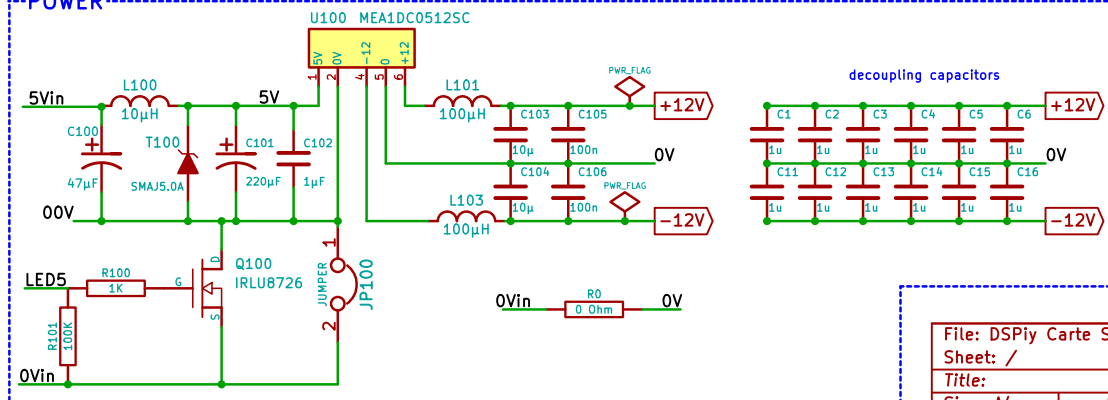 POWER
U100 MEA1DC0512SC
5V
0V
-12
0
+12
1
2
4
5
6
5Vin
L100
10µH
5V
C100
47µF
T100
SMAJ5.0A
C101
220µF
C102
1µF
00V
L101
100µH
C103
10µ
C105
100n
PWR_FLAG
+12V
0V
C104
10µ
C106
100n
PWR_FLAG
L103
100µH
-12V
decoupling capacitors
C1
1u
C2
1u
C3
1u
C4
1u
C5
1u
C6
1u
+12V
0V
C11
1u
C12
1u
C13
1u
C14
1u
C15
1u
C16
1u
-12V
LED5
R100
1K
G
D
S
Q100
IRLU8726
R101
100K
0Vin
1
JUMPER
JP100
2
0Vin
R0
0 Ohm
0V
File: DSPiy Carte S
Sheet: /
Title: